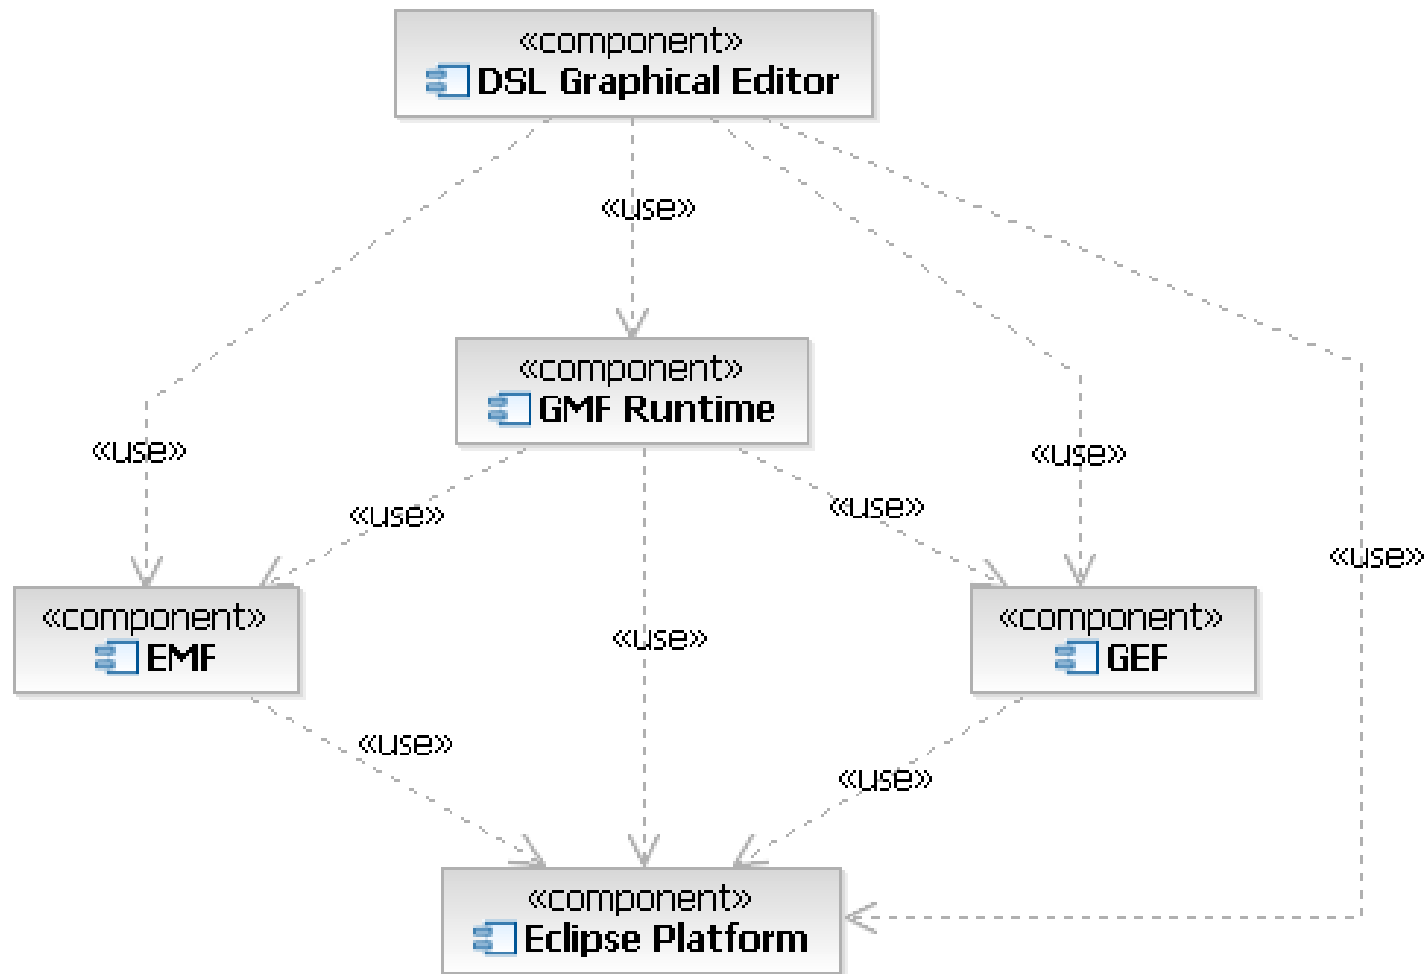 «component»
DSL Graphical Editor
«use»
«component»
GMF Runtime
«use»
«use»
«use»
«use»
«use»
«component»
EMF
«use»
«component»
GEF
«use»
«use»
«component»
Eclipse Platform